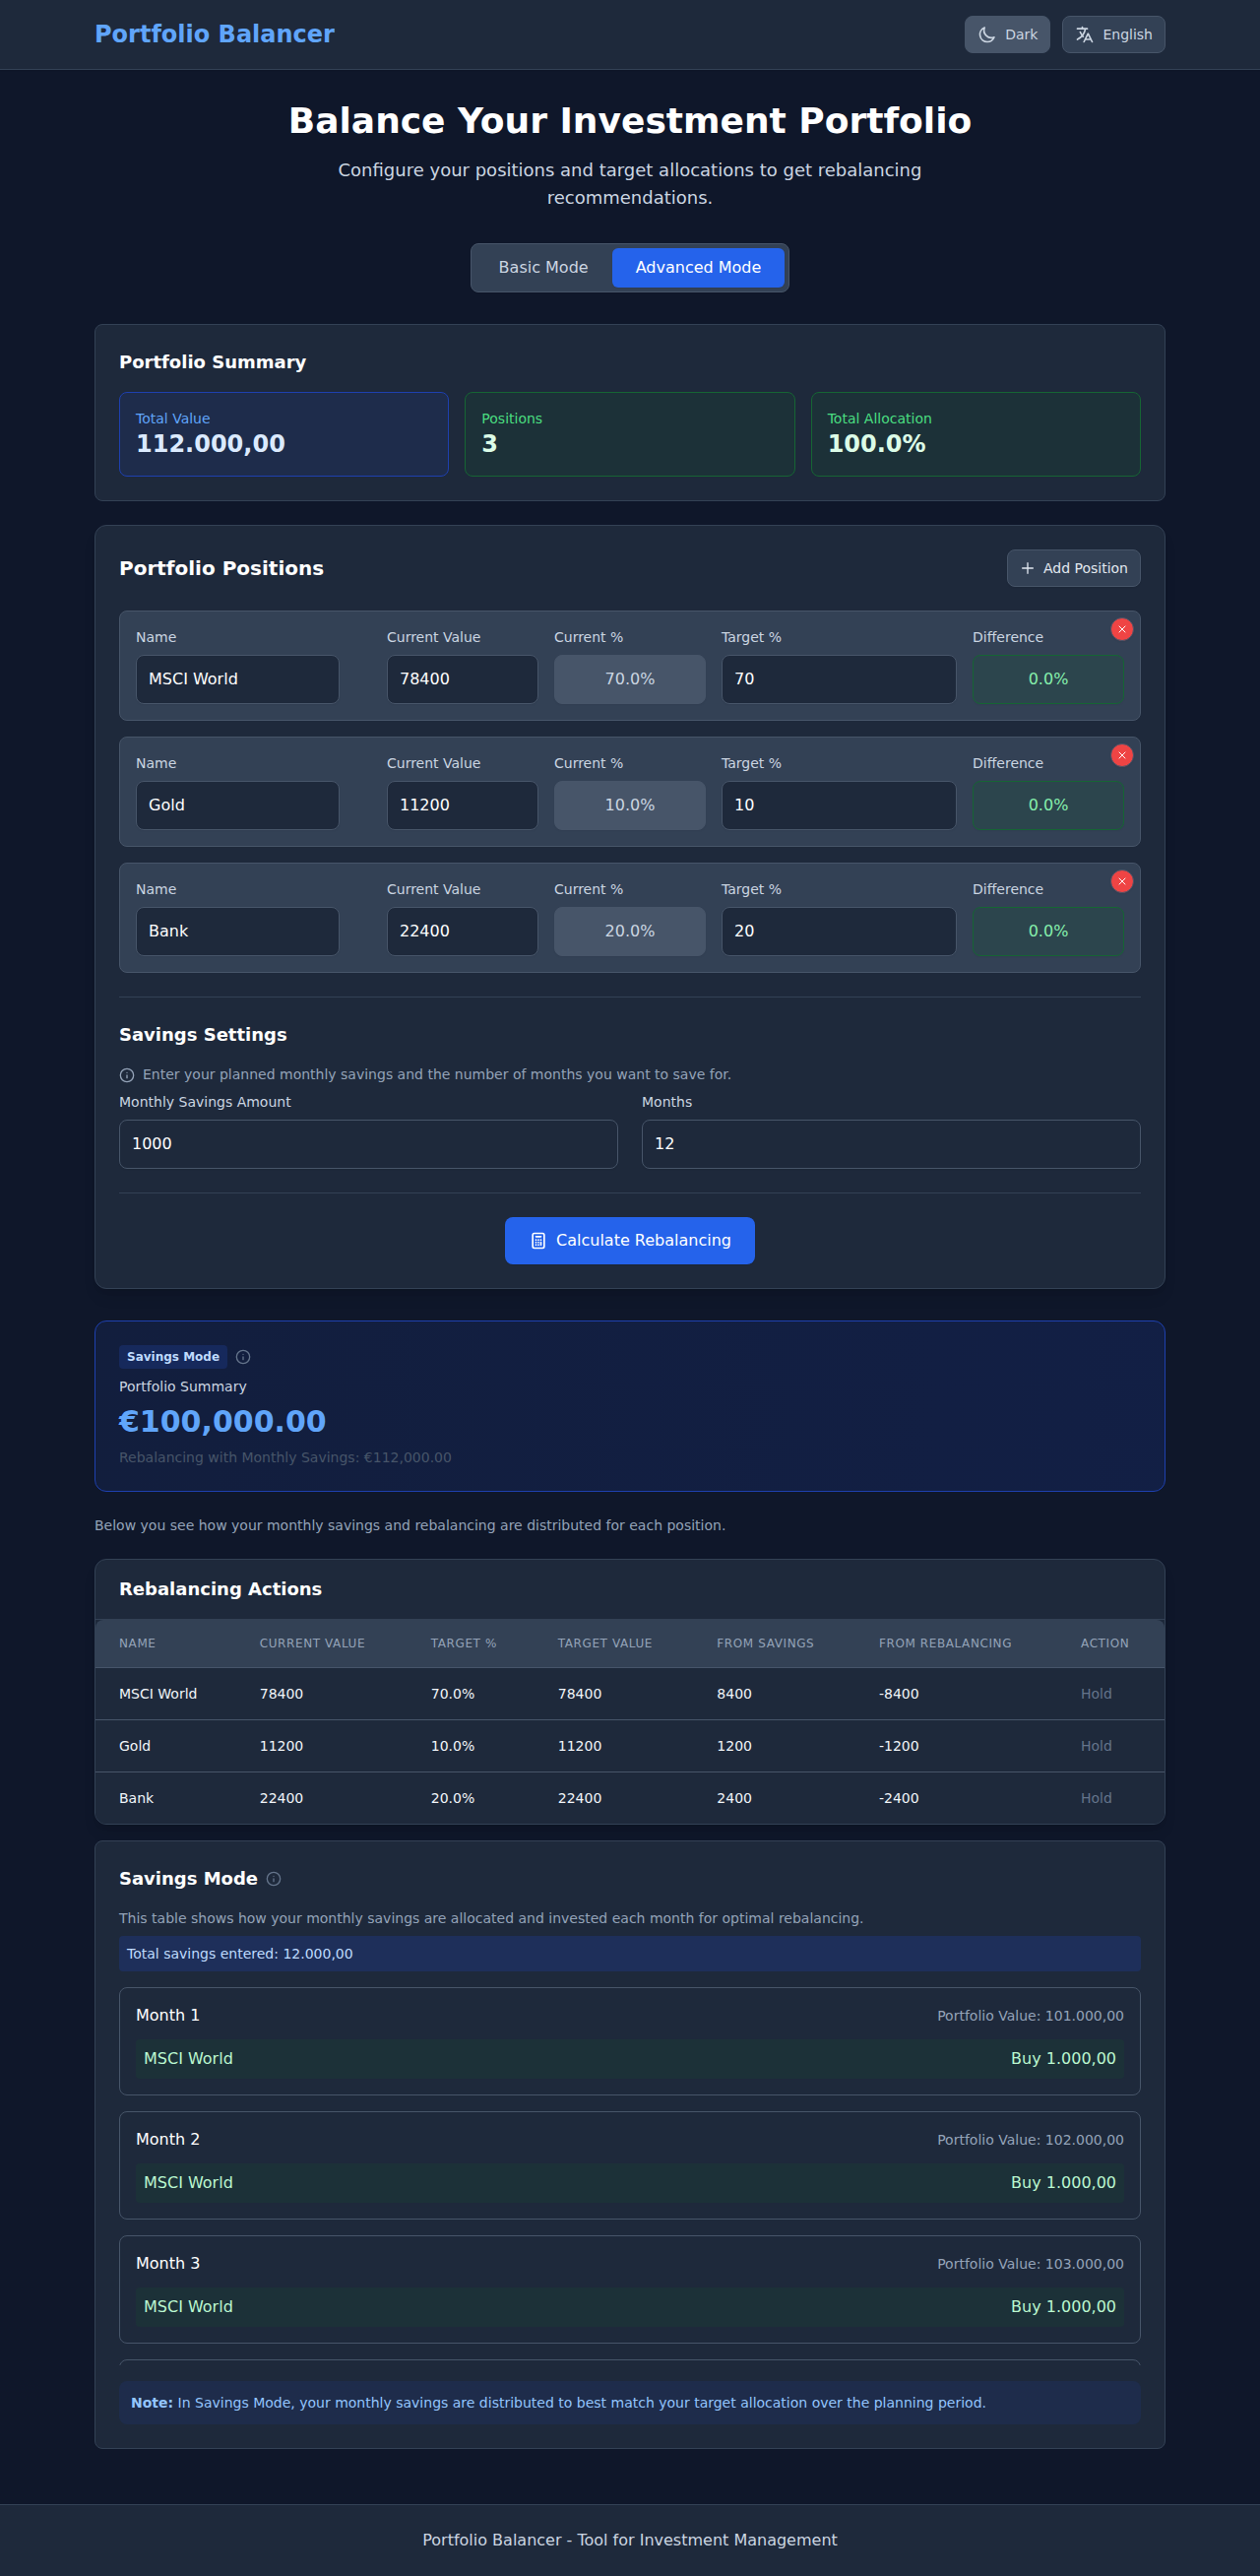 Portfolio Balancer
Dark
English
Balance Your Investment Portfolio
Configure your positions and target allocations to get rebalancing
recommendations.
Basic Mode
Advanced Mode
Portfolio Summary
Total Value
112.000,00
Positions
3
Total Allocation
100.0%
Portfolio Positions
Add Position
Name Current Value Current % Target % Difference
MSCI World 78400 70.0% 70 0.0%
Name Current Value Current % Target % Difference
Gold 11200 10.0% 10 0.0%
Name Current Value Current % Target % Difference
Bank 22400 20.0% 20 0.0%
Savings Settings
Enter your planned monthly savings and the number of months you want to save for.
Monthly Savings Amount Months
1000 12
Calculate Rebalancing
Savings Mode
Portfolio Summary
€100,000.00
Rebalancing with Monthly Savings: €112,000.00
Below you see how your monthly savings and rebalancing are distributed for each position.
Rebalancing Actions
NAME CURRENT VALUE TARGET % TARGET VALUE FROM SAVINGS FROM REBALANCING ACTION
MSCI World 78400 70.0% 78400 8400 -8400 Hold
Gold 11200 10.0% 11200 1200 -1200 Hold
Bank 22400 20.0% 22400 2400 -2400 Hold
Savings Mode
This table shows how your monthly savings are allocated and invested each month for optimal rebalancing.
Total savings entered: 12.000,00
Month 1 Portfolio Value: 101.000,00
MSCI World Buy 1.000,00
Month 2 Portfolio Value: 102.000,00
MSCI World Buy 1.000,00
Month 3 Portfolio Value: 103.000,00
MSCI World Buy 1.000,00
Note: In Savings Mode, your monthly savings are distributed to best match your target allocation over the planning period.
Portfolio Balancer - Tool for Investment Management